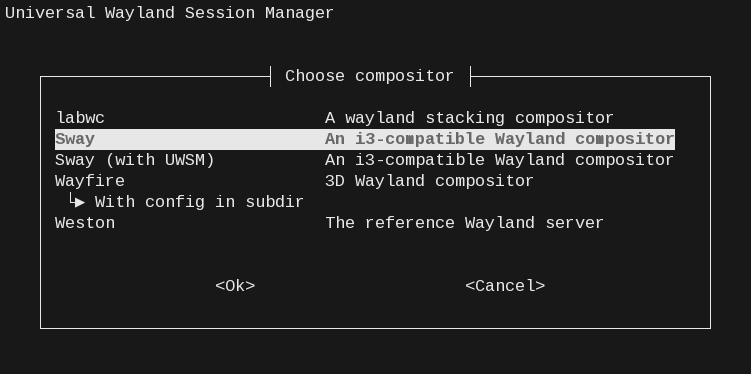 Universal Wayland Session Manager
Choose compositor
labwc A wayland stacking compositor
Sway An i3-compatible Wayland compositor
Sway (with UWSM) An i3-compatible Wayland compositor
Wayfire 3D Wayland compositor
└▶ With config in subdir
Weston The reference Wayland server
<Ok> <Cancel>